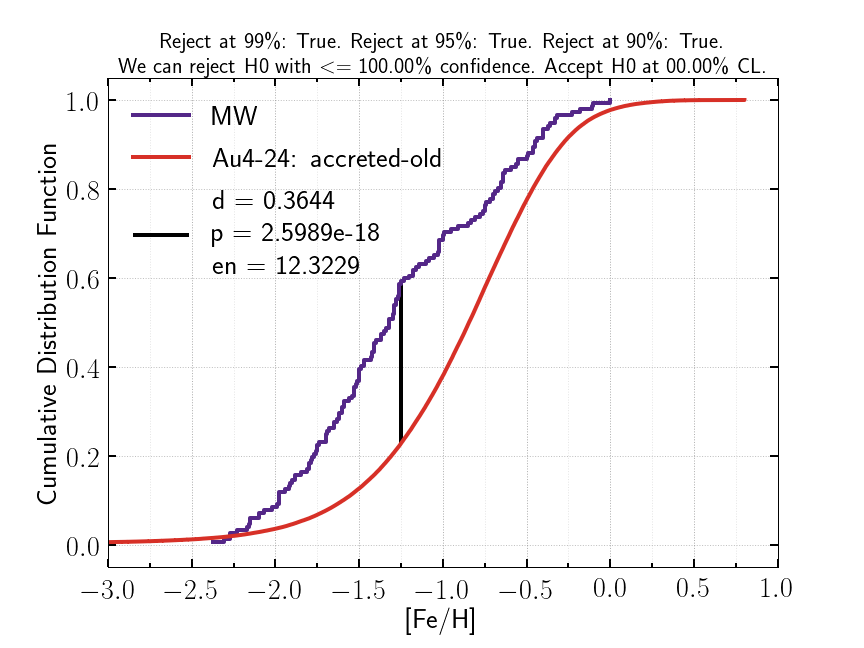 Reject at 99%: True. Reject at 95%: True. Reject at 90%: True.
We can reject H0 with <= 100.00% confidence. Accept H0 at 00.00% CL.
MW
Au4-24: accreted-old
d = 0.3644
p = 2.5989e-18
en = 12.3229
Cumulative Distribution Function
1.0
0.8
0.6
0.4
0.2
0.0
−3.0 −2.5 −2.0 −1.5 −1.0 −0.5 0.0 0.5 1.0
[Fe/H]